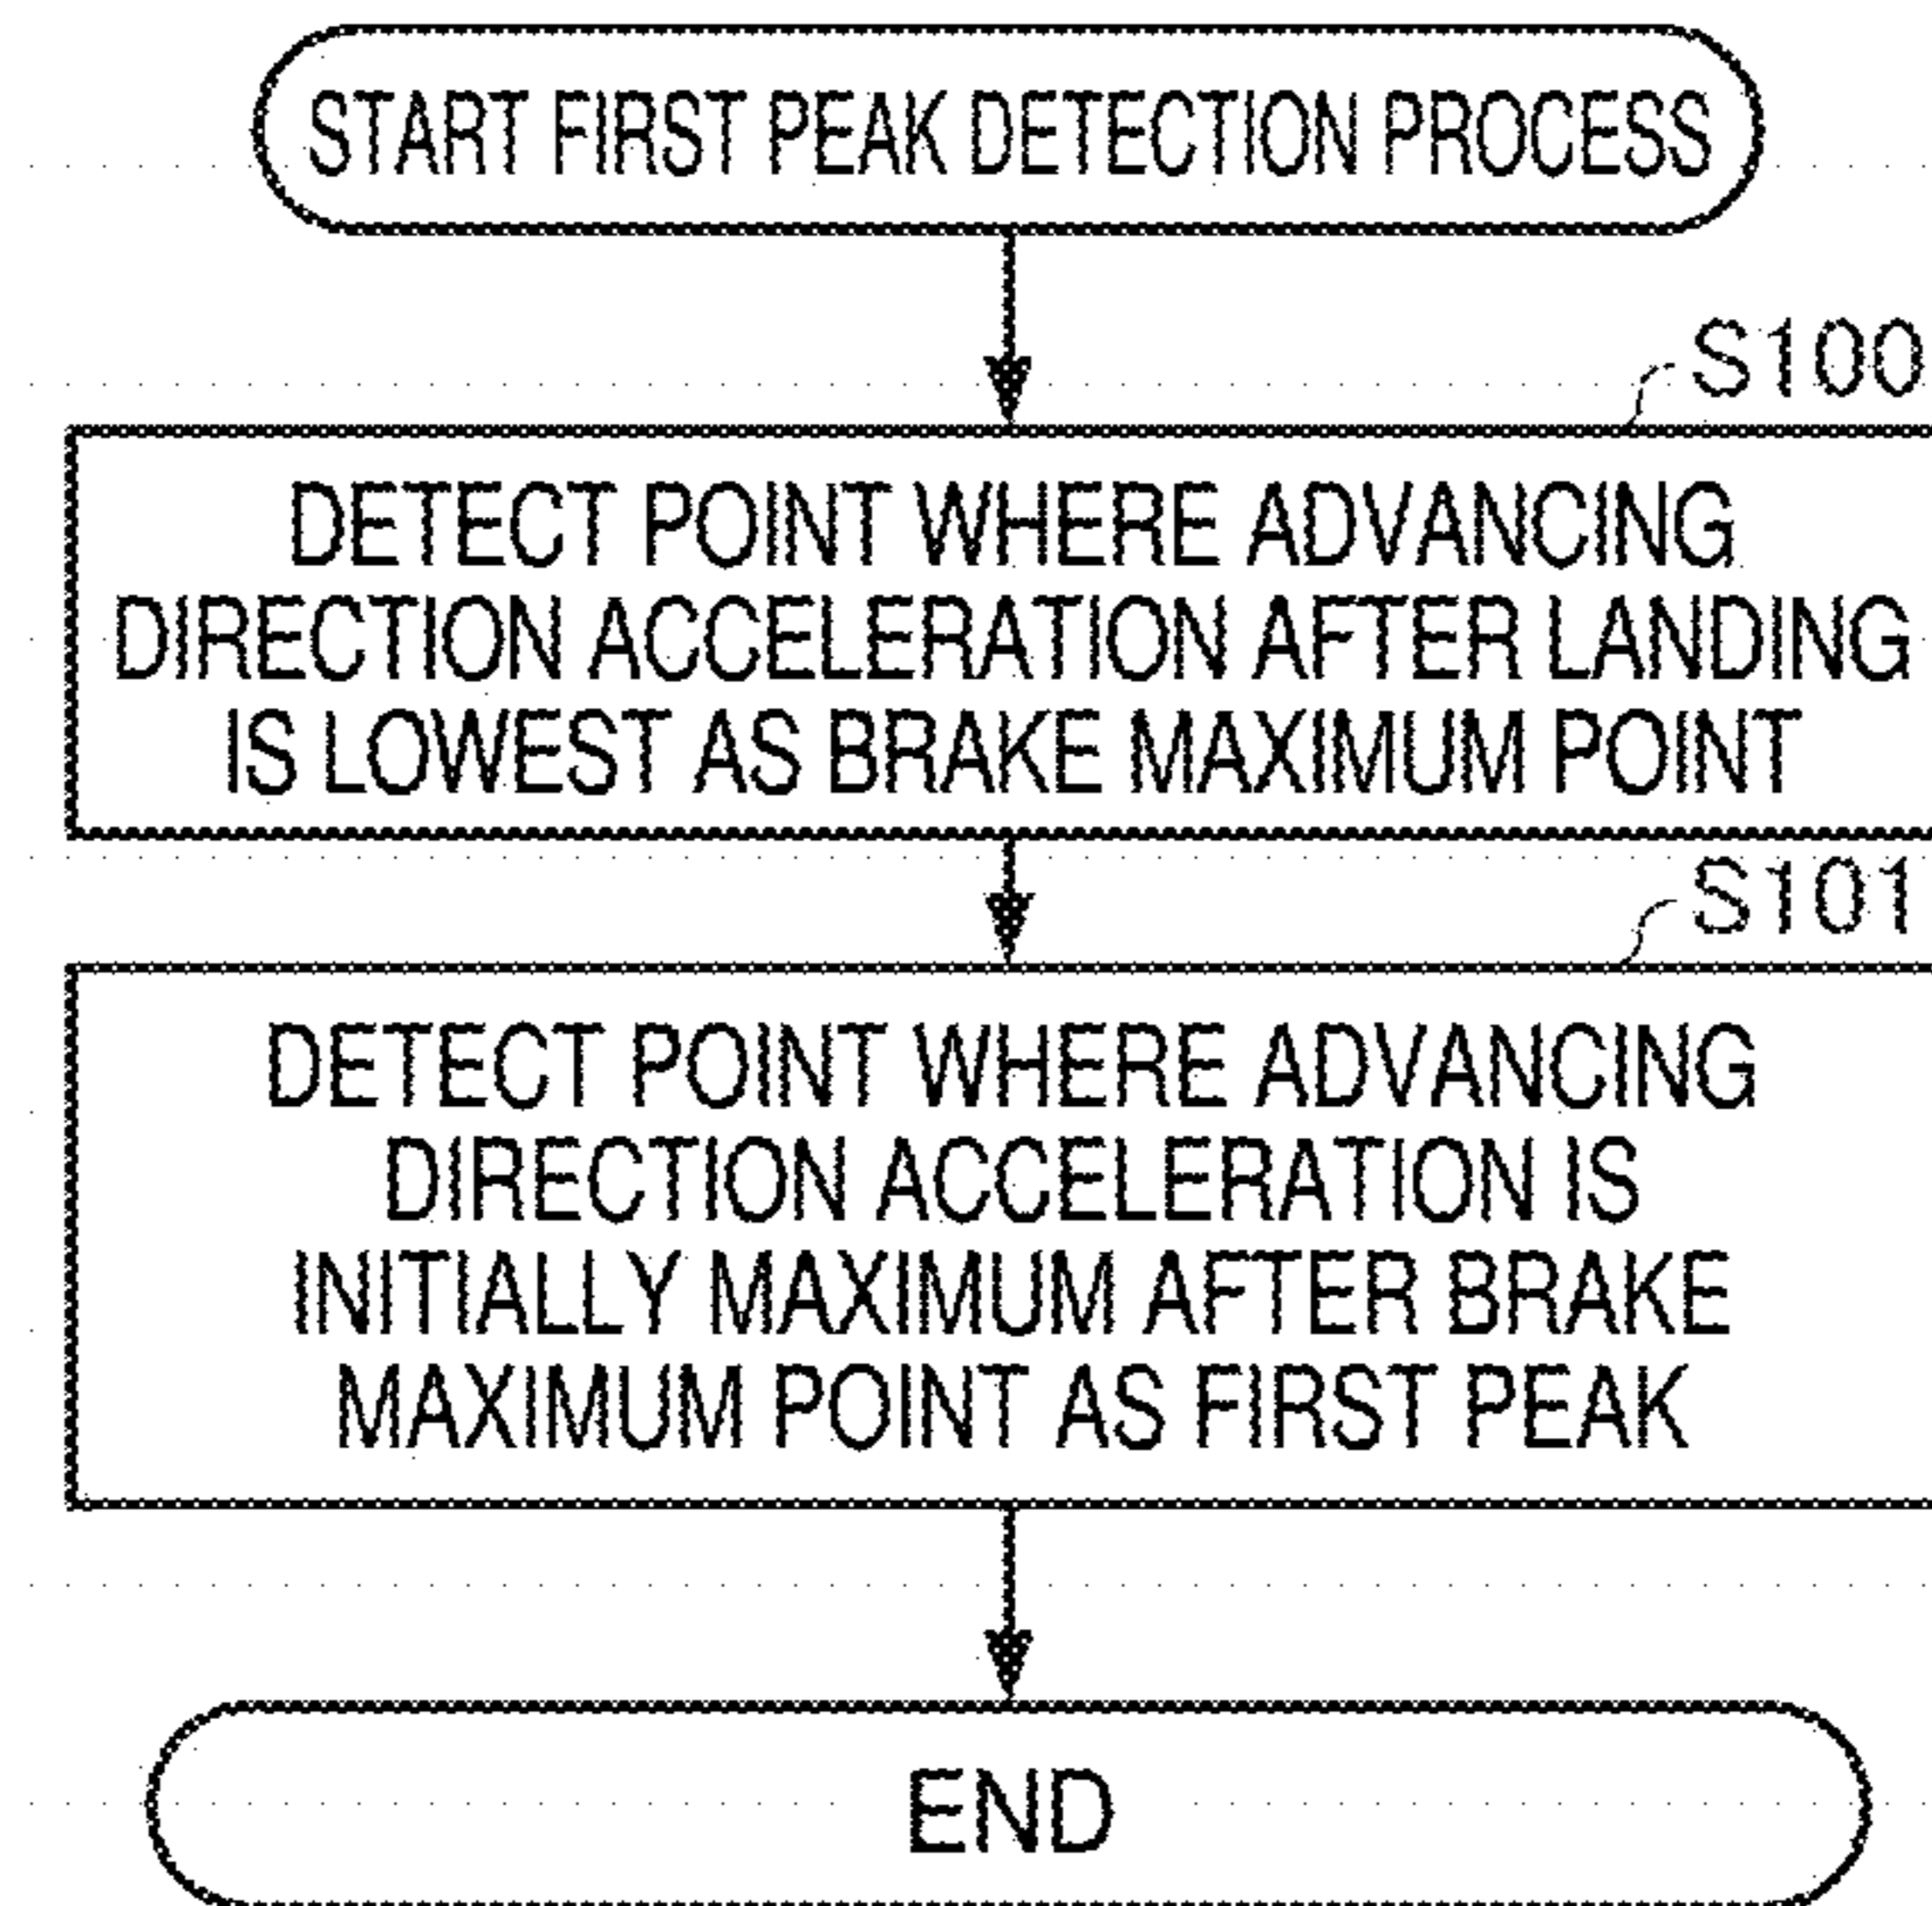 START FIRST PEAK DETECTION PROCESS
S100
DETECT POINT WHERE ADVANCING
DIRECTION ACCELERATION AFTER LANDING
IS LOWEST AS BRAKE MAXIMUM POINT
S101
DETECT POINT WHERE ADVANCING
DIRECTION ACCELERATION IS
INITIALLY MAXIMUM AFTER BRAKE
MAXIMUM POINT AS FIRST PEAK
END